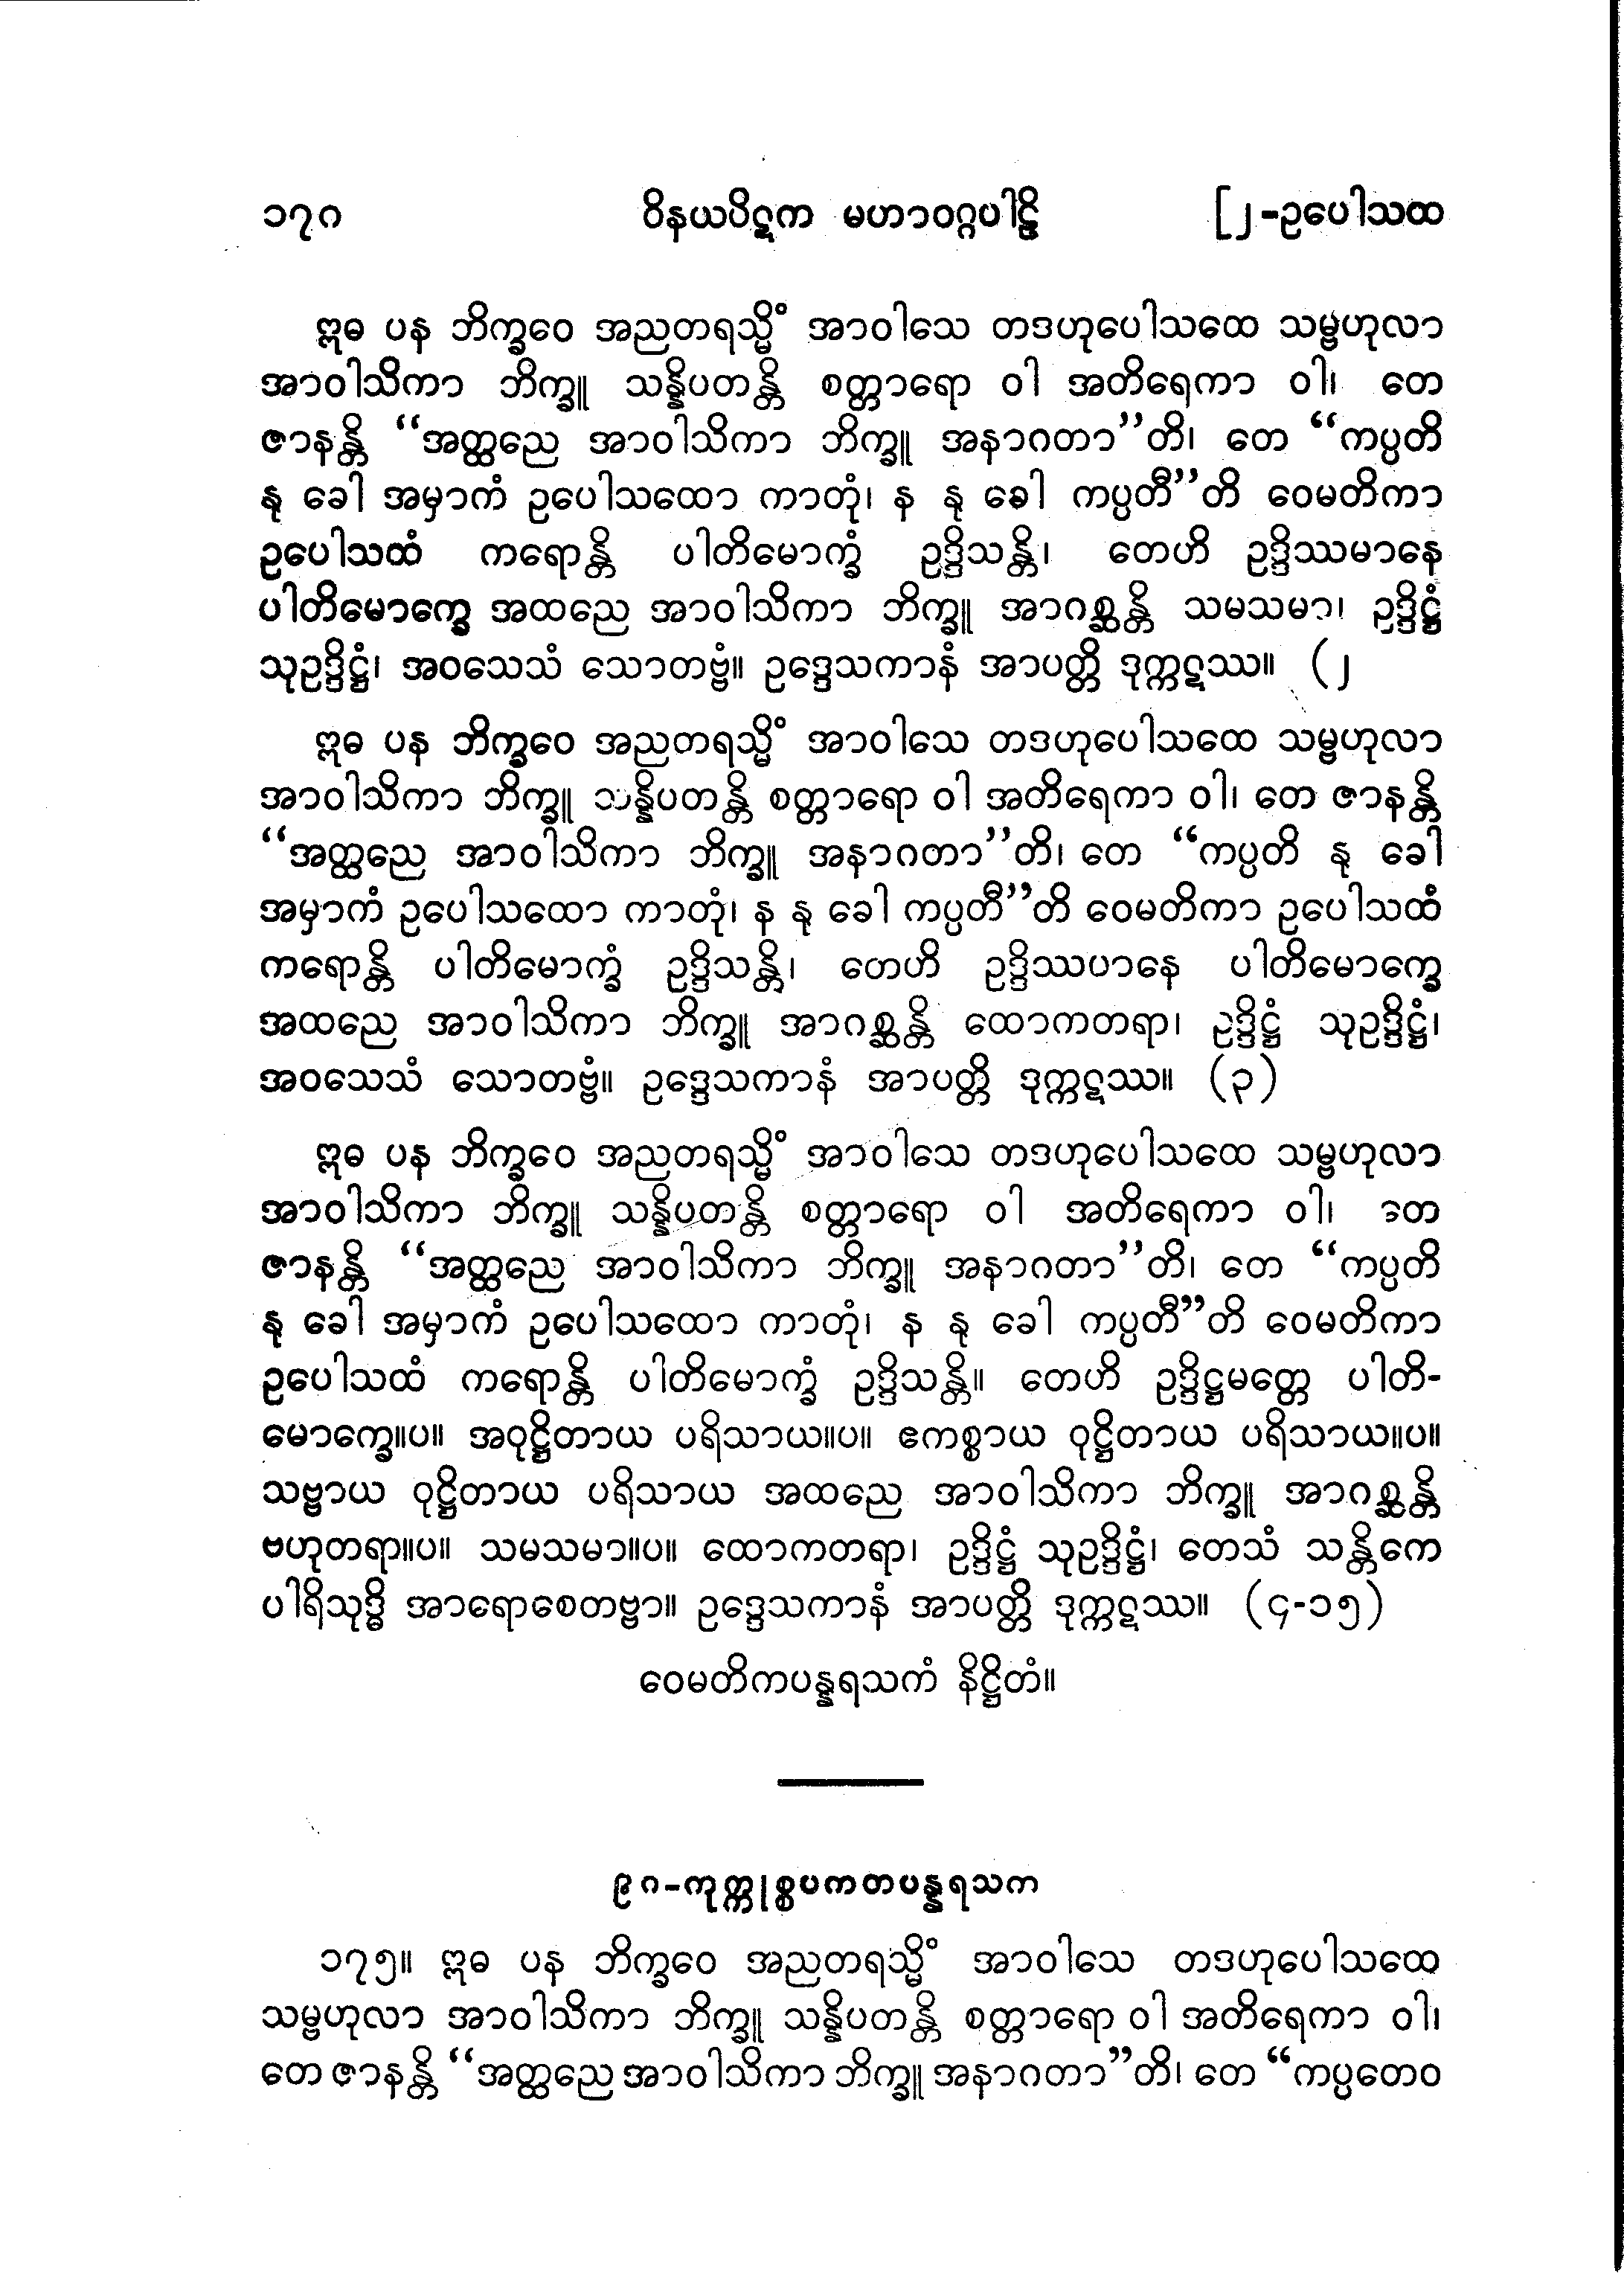 ၁၇၀ ဝိနယပိဋက မဟာဝဂ္ဂပါဠိ [၂-ဥပေါသထ
ဣဓ ပန ဘိက္ခဝေ အညတရသ္မိံ အာဝါသေ တဒဟုပေါသထေ သမ္ဗဟုလာ
အာဝါသိကာ ဘိက္ခူ သန္နိပတန္တိ စတ္တာရော ဝါ အတိရေကာ ဝါ၊ တေ
ဇာနန္တိ “အတ္ထညေ အာဝါသိကာ ဘိက္ခူ အနာဂတာ”တိ၊ တေ “ကပ္ပတိ
နု ခေါ အမှာကံ ဥပေါသထော ကာတုံ၊ န နု ခေါ ကပ္ပတီ”တိ ဝေမတိကာ
ဥပေါသထံ ကရောန္တိ ပါတိမောက္ခံ ဥဒ္ဒိသန္တိ၊ တေဟိ ဥဒ္ဒိဿမာနေ
ပါတိမောက္ခေ အထညေ အာဝါသိကာ ဘိက္ခူ အာဂစ္ဆန္တိ သမသမာ၊ ဥဒ္ဒိဋ္ဌံ
သုဥဒ္ဒိဋ္ဌံ၊ အဝသေသံ သောတဗ္ဗံ။ ဥဒ္ဒေသကာနံ အာပတ္တိ ဒုက္ကဋဿ။ (၂
ဣဓ ပန ဘိက္ခဝေ အညတရသ္မိံ အာဝါသေ တဒဟုပေါသထေ သမ္ဗဟုလာ
အာဝါသိကာ ဘိက္ခူ သန္နိပတန္တိ စတ္တာရော ဝါ အတိရေကာ ဝါ၊ တေ ဇာနန္တိ
“အတ္ထညေ အာဝါသိကာ ဘိက္ခူ အနာဂတာ”တိ၊ တေ “ကပ္ပတိ နု ခေါ
အမှာကံ ဥပေါသထော ကာတုံ၊ န နု ခေါ ကပ္ပတီ”တိ ဝေမတိကာ ဥပေါသထံ
ကရောန္တိ ပါတိမောက္ခံ ဥဒ္ဒိသန္တိ၊ တေဟိ ဥဒ္ဒိဿမာနေ ပါတိမောက္ခေ
အထညေ အာဝါသိကာ ဘိက္ခူ အာဂစ္ဆန္တိ ထောကတရာ၊ ဥဒ္ဒိဋ္ဌံ သုဥဒ္ဒိဋ္ဌံ၊
အဝသေသံ သောတဗ္ဗံ။ ဥဒ္ဒေသကာနံ အာပတ္တိ ဒုက္ကဋဿ။ (၃)
ဣဓ ပန ဘိက္ခဝေ အညတရသ္မိံ အာဝါသေ တဒဟုပေါသထေ သမ္ဗဟုလာ
အာဝါသိကာ ဘိက္ခူ သန္နိပတန္တိ စတ္တာရော ဝါ အတိရေကာ ဝါ၊ တေ
ဇာနန္တိ “အတ္ထညေ အာဝါသိကာ ဘိက္ခူ အနာဂတာ”တိ၊ တေ “ကပ္ပတိ
နု ခေါ အမှာကံ ဥပေါသထော ကာတုံ၊ န နု ခေါ ကပ္ပတီ”တိ ဝေမတိကာ
ဥပေါသထံ ကရောန္တိ ပါတိမောက္ခံ ဥဒ္ဒိသန္တိ။ တေဟိ ဥဒ္ဒိဋ္ဌမတ္တေ ပါတိ-
မောက္ခေ။ပ။ အဝုဋ္ဌိတာယ ပရိသာယ။ပ။ ဧကစ္စာယ ဝုဋ္ဌိတာယ ပရိသာယ။ပ။
သဗ္ဗာယ ဝုဋ္ဌိတာယ ပရိသာယ အထညေ အာဝါသိကာ ဘိက္ခူ အာဂစ္ဆန္တိ
ဗဟုတရာ။ပ။ သမသမာ။ပ။ ထောကတရာ၊ ဥဒ္ဒိဋ္ဌံ သုဥဒ္ဒိဋ္ဌံ၊ တေသံ သန္တိကေ
ပါရိသုဒ္ဓိ အာရောစေတဗ္ဗာ။ ဥဒ္ဒေသကာနံ အာပတ္တိ ဒုက္ကဋဿ။ (၄-၁၅)
ဝေမတိကပန္နရသကံ နိဋ္ဌိတံ။
၉၀-ကုက္ကုစ္စပကတပန္နရသက
၁၇၅။ ဣဓ ပန ဘိက္ခဝေ အညတရသ္မိံ အာဝါသေ တဒဟုပေါသထေ
သမ္ဗဟုလာ အာဝါသိကာ ဘိက္ခူ သန္နိပတန္တိ စတ္တာရော ဝါ အတိရေကာ ဝါ၊
တေ ဇာနန္တိ “အတ္ထညေ အာဝါသိကာ ဘိက္ခူ အနာဂတာ”တိ၊ တေ “ကပ္ပတေဝ